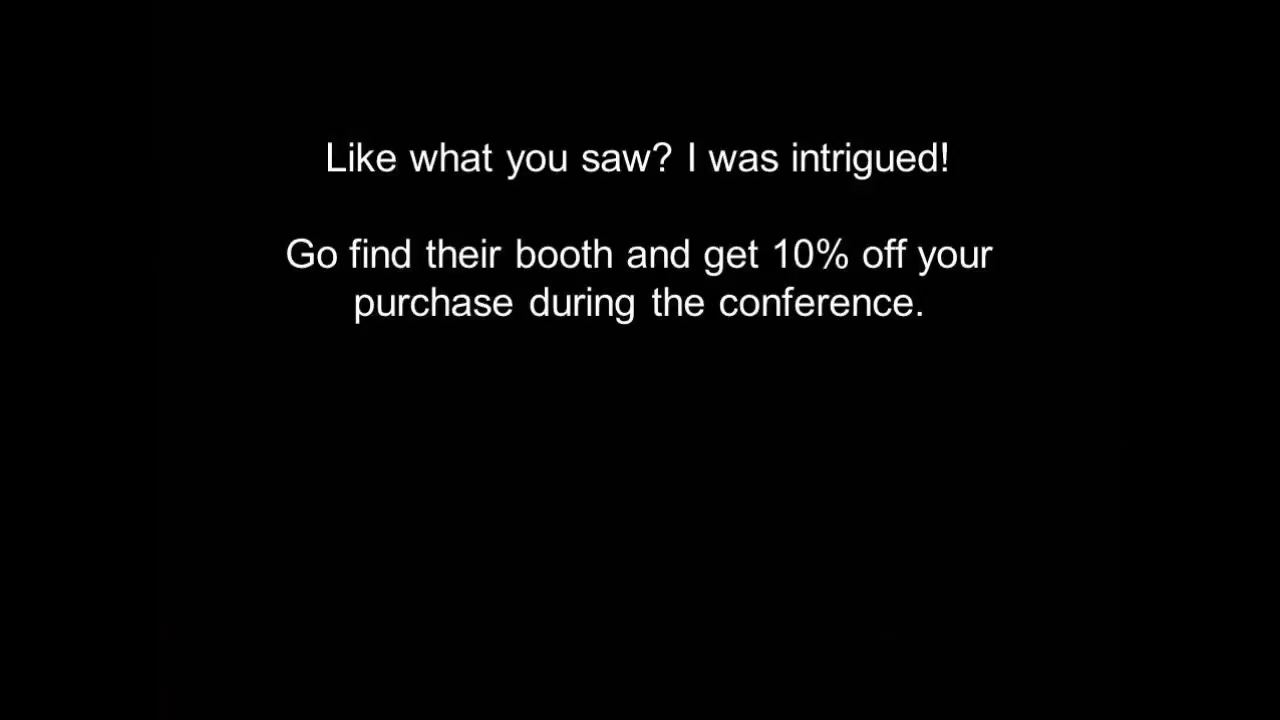 Like what you saw? I was intrigued!
Go find their booth and get 10% off your
purchase during the conference.